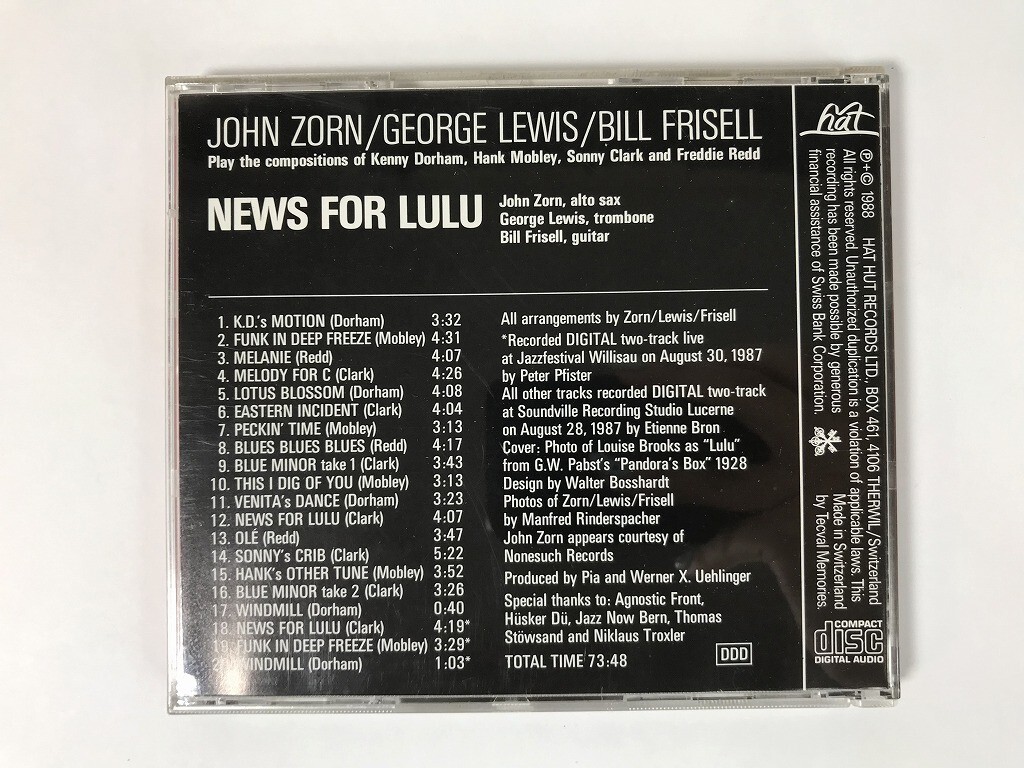 JOHN ZORN/GEORGE LEWIS/BILL FRISELL
Play the compositions of Kenny Dorham, Hank Mobley, Sonny Clark and Freddie Redd
NEWS FOR LULU
John Zorn, alto sax
George Lewis, trombone
Bill Frisell, guitar
1. K.D.'s MOTION (Dorham) 3:32
2. FUNK IN DEEP FREEZE (Mobley) 4:31
3. MELANIE (Redd) 4:07
4. MELODY FOR C (Clark) 4:26
5. LOTUS BLOSSOM (Dorham) 4:08
6. EASTERN INCIDENT (Clark) 4:04
7. PECKIN' TIME (Mobley) 3:13
8. BLUES BLUES BLUES (Redd) 4:17
9. BLUE MINOR take 1 (Clark) 3:43
10. THIS I DIG OF YOU (Mobley) 3:13
11. VENITA's DANCE (Dorham) 3:23
12. NEWS FOR LULU (Clark) 4:07
13. OLÉ (Redd) 3:47
14. SONNY's CRIB (Clark) 5:22
15. HANK's OTHER TUNE (Mobley) 3:52
16. BLUE MINOR take 2 (Clark) 3:26
17. WINDMILL (Dorham) 0:40
18. NEWS FOR LULU (Clark) 4:19*
19. FUNK IN DEEP FREEZE (Mobley) 3:29*
WINDMILL (Dorham) 1:03*
All arrangements by Zorn/Lewis/Frisell
*Recorded DIGITAL two-track live
at Jazzfestival Willisau on August 30, 1987
by Peter Pfister
All other tracks recorded DIGITAL two-track
at Soundville Recording Studio Lucerne
on August 28, 1987 by Etienne Bron
Cover: Photo of Louise Brooks as "Lulu"
from G.W. Pabst's "Pandora's Box" 1928
Design by Walter Bosshardt
Photos of Zorn/Lewis/Frisell
by Manfred Rinderspacher
John Zorn appears courtesy of
Nonesuch Records
Produced by Pia and Werner X. Uehlinger
Special thanks to: Agnostic Front,
Hüsker Dü, Jazz Now Bern, Thomas
Stöwsand and Niklaus Troxler
TOTAL TIME 73:48
DDD
hat
℗+© 1988 HAT HUT RECORDS LTD., BOX 461, 4106 THERWIL/Switzerland
All rights reserved. Unauthorized duplication is a violation of applicable laws. This
recording has been made possible by generous
financial assistance of Swiss Bank Corporation.
Made in Switzerland
by Tecval Memories.
COMPACT
disc
DIGITAL AUDIO